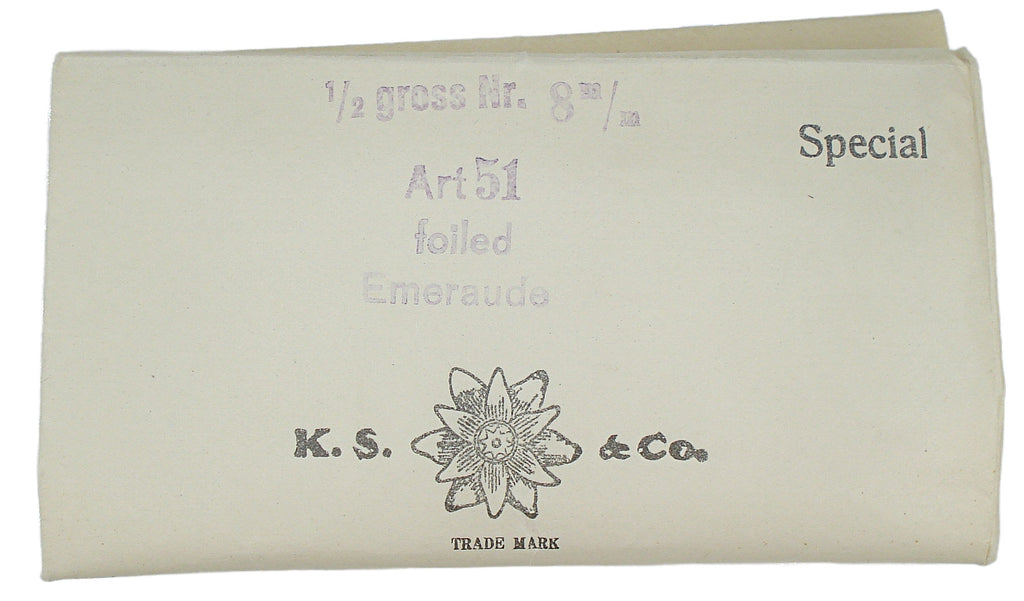 1/2 gross Nr. 8 m/m
Special
Art 51
foiled
Emeraude
K. S. & Co.
TRADE MARK